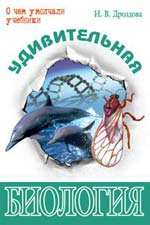 О чем умолчали
учебники
И. В. Дроздова
УДИВИТЕЛЬНАЯ
БИОЛОГИЯ